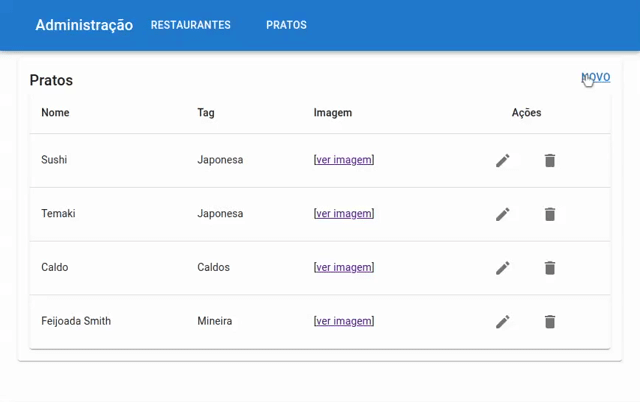 Administração RESTAURANTES PRATOS
Pratos NOVO
Nome Tag Imagem Ações
Sushi Japonesa [ver imagem]
Temaki Japonesa [ver imagem]
Caldo Caldos [ver imagem]
Feijoada Smith Mineira [ver imagem]